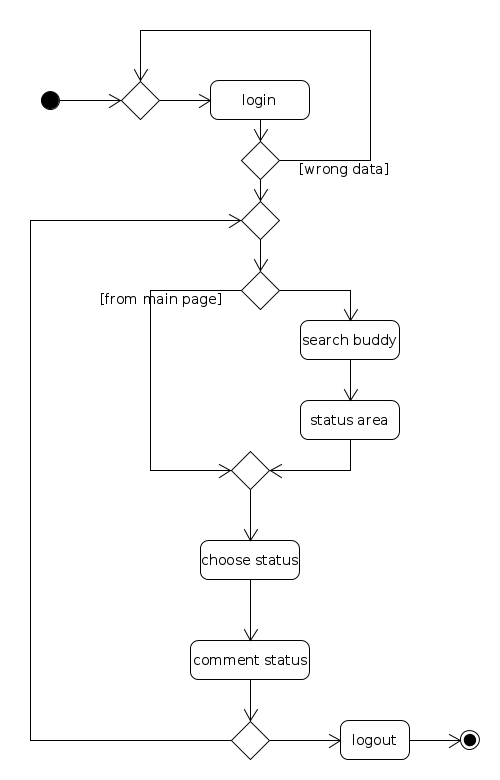 login
[wrong data]
[from main page]
search buddy
status area
choose status
comment status
logout